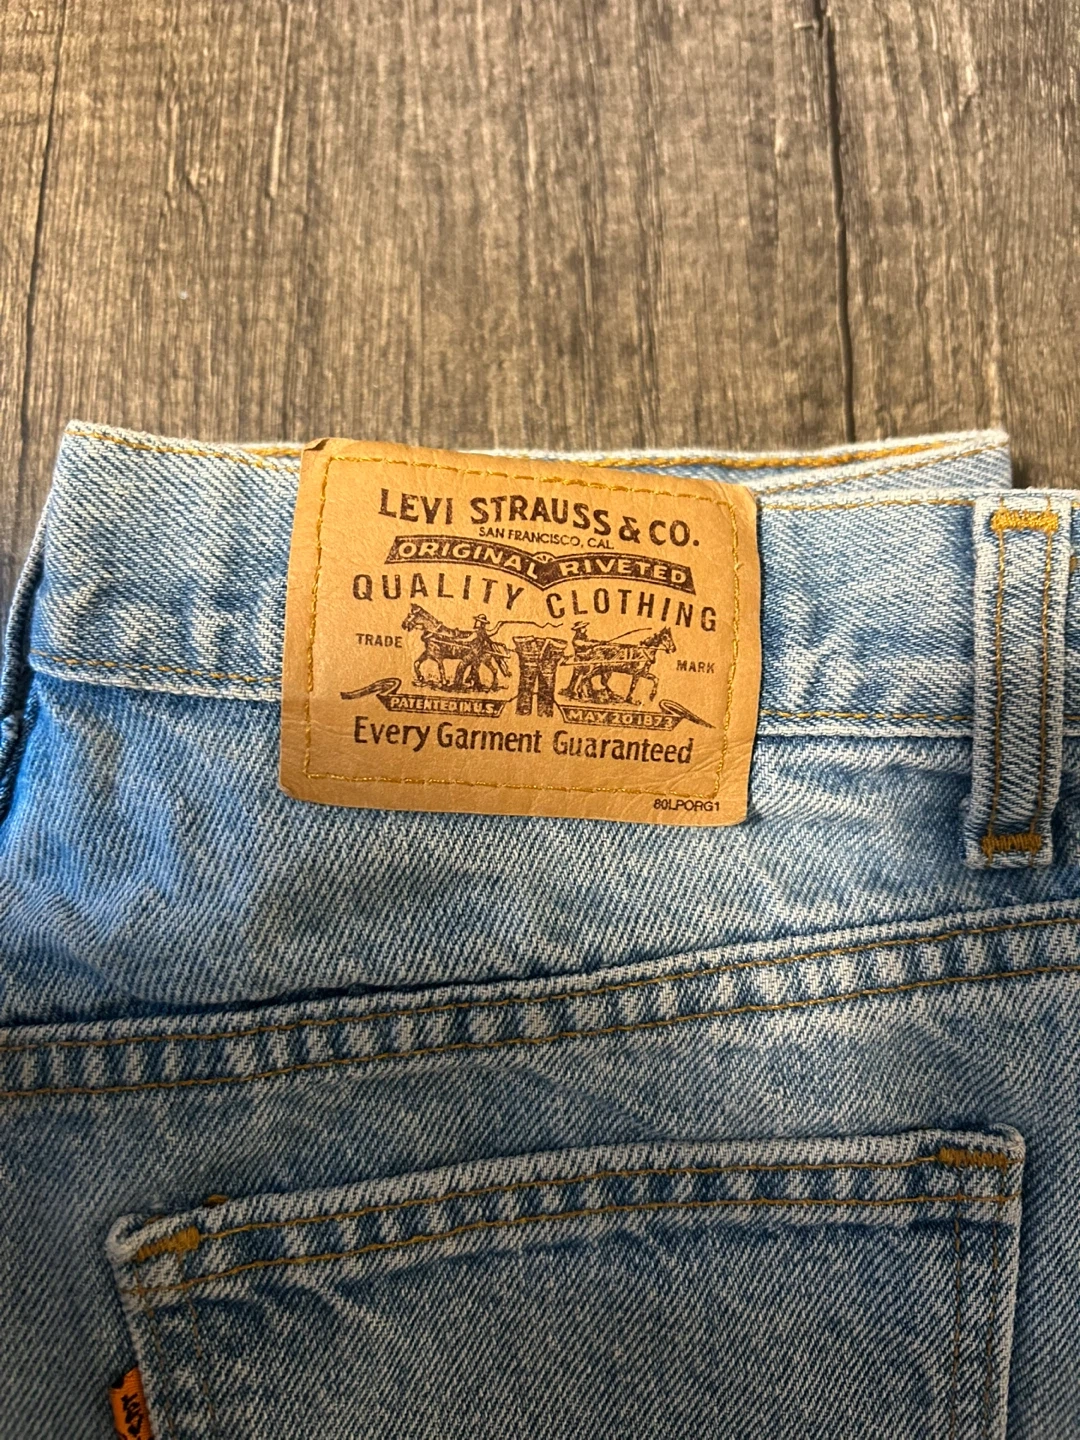 LEVI STRAUSS & CO.
SAN FRANCISCO, CAL
ORIGINAL RIVETED
QUALITY CLOTHING
TRADE MARK
PATENTED IN U.S. MAY 20 1873
Every Garment Guaranteed
80LPORG1